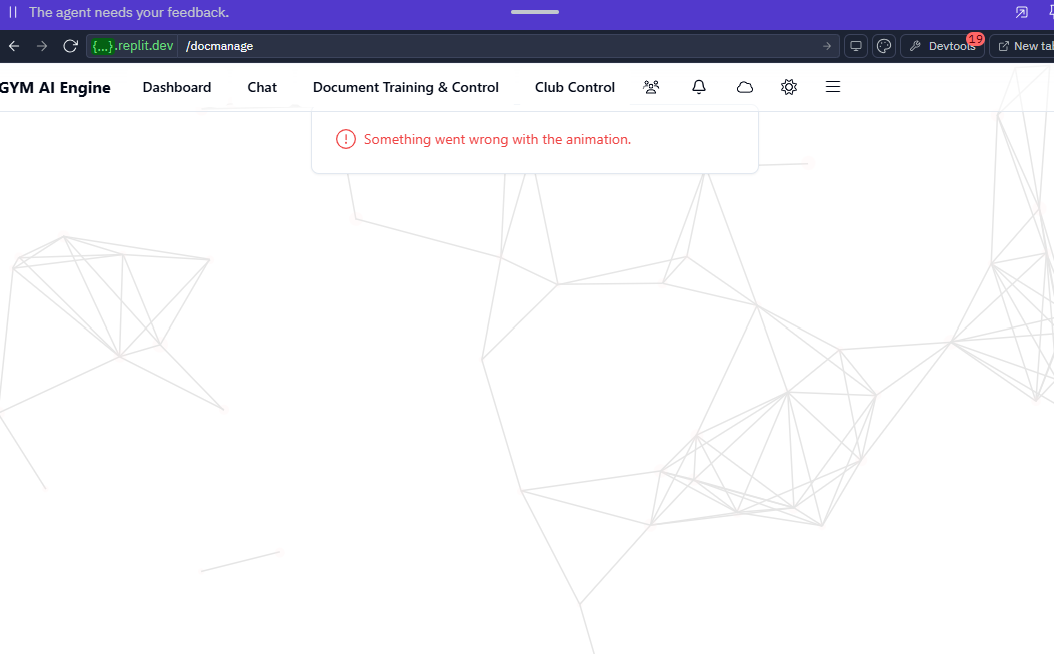 The agent needs your feedback.
{...}.replit.dev /docmanage
Devtools 19
New tab
GYM AI Engine Dashboard Chat Document Training & Control Club Control
Something went wrong with the animation.